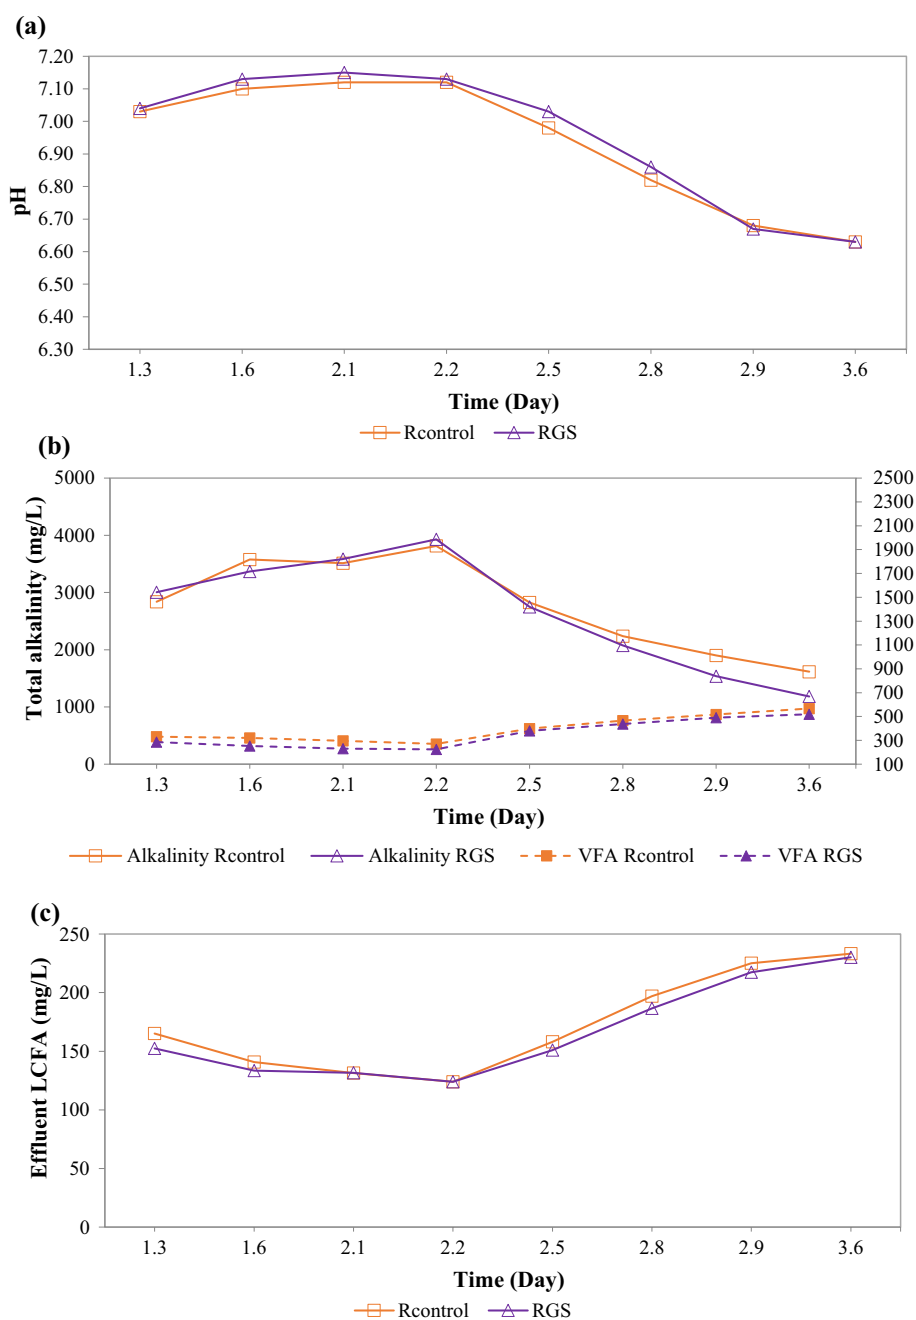 (a)
7.20
7.10
7.00
6.90
6.80
6.70
6.60
6.50
6.40
6.30
pH
1.3 1.6 2.1 2.2 2.5 2.8 2.9 3.6
Time (Day)
Rcontrol RGS
(b)
5000
4000
3000
2000
1000
0
Total alkalinity (mg/L)
2500
2300
2100
1900
1700
1500
1300
1100
900
700
500
300
100
1.3 1.6 2.1 2.2 2.5 2.8 2.9 3.6
Time (Day)
Alkalinity Rcontrol Alkalinity RGS VFA Rcontrol VFA RGS
(c)
250
200
150
100
50
0
Effluent LCFA (mg/L)
1.3 1.6 2.1 2.2 2.5 2.8 2.9 3.6
Time (Day)
Rcontrol RGS